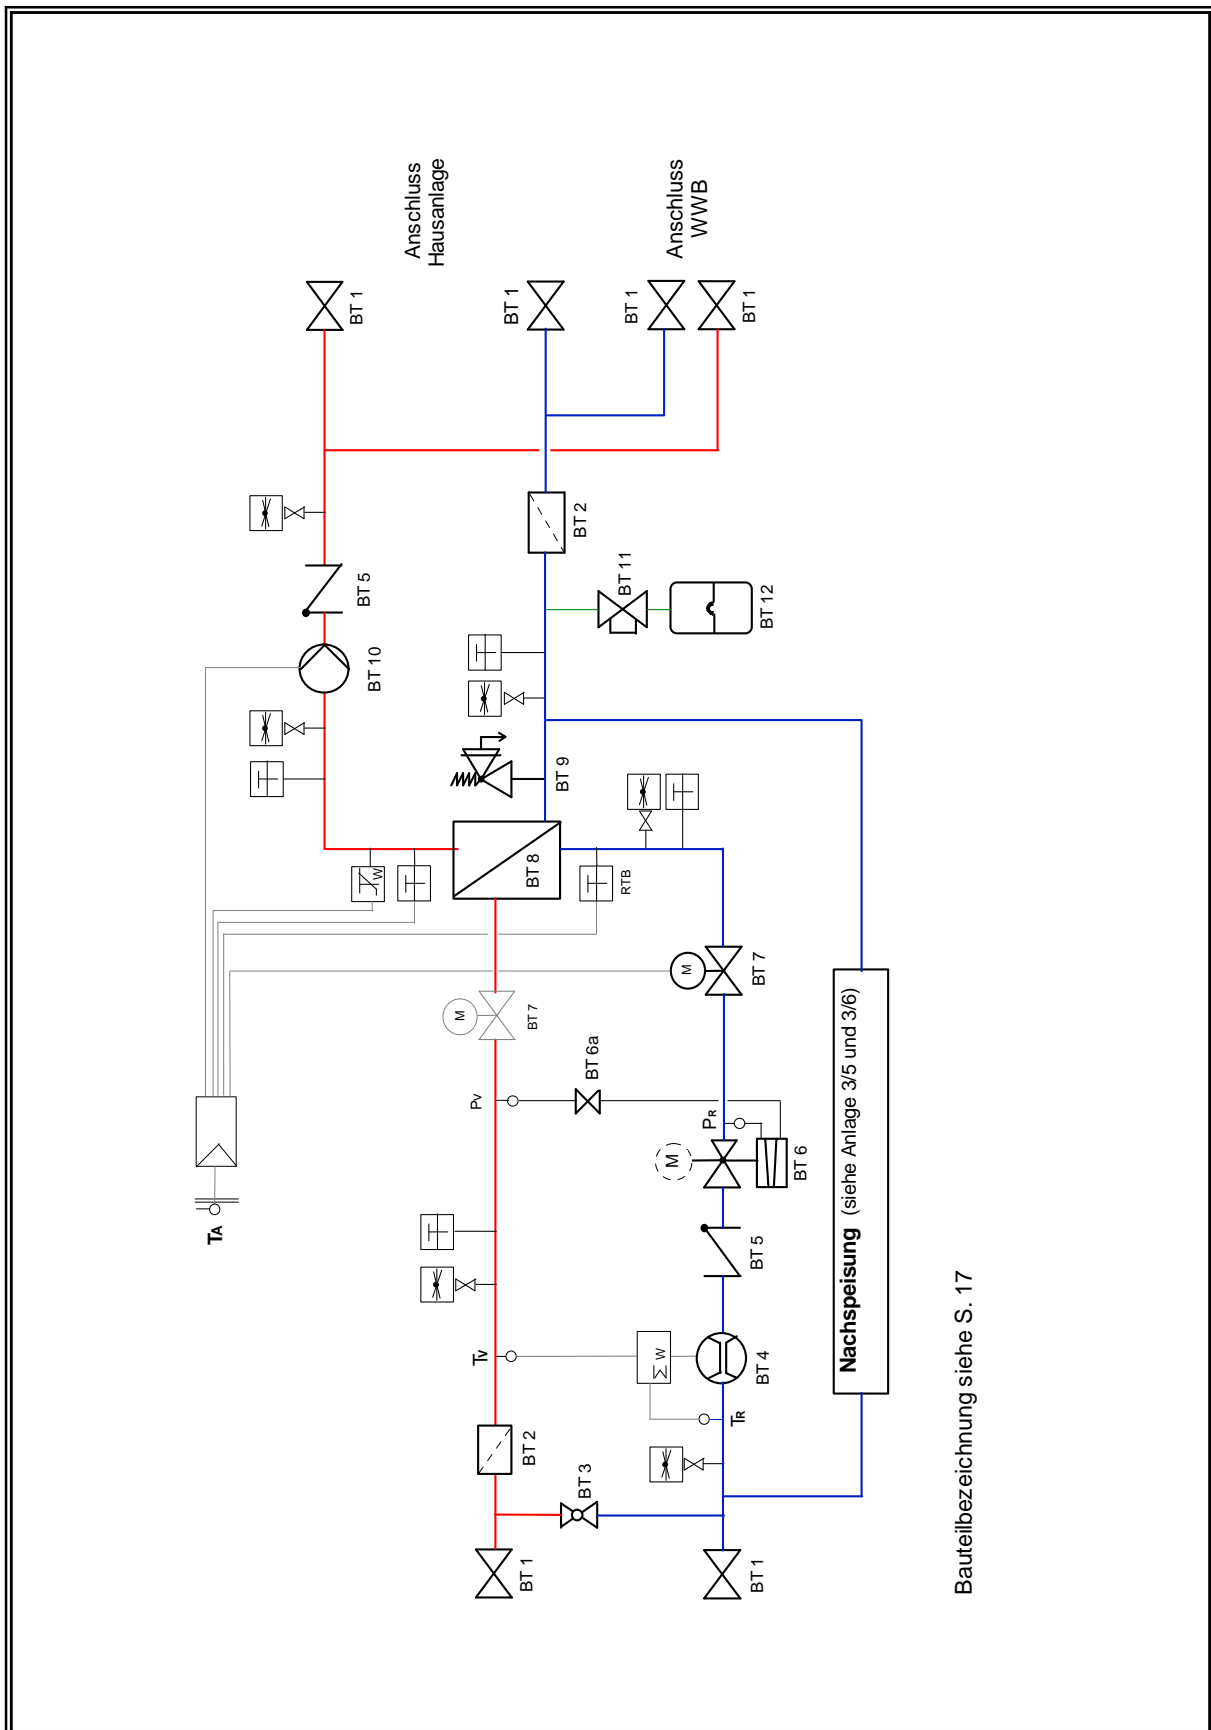 Anschluss
Hausanlage
Anschluss
WWB
BT 1
BT 1
BT 1
BT 1
BT 5
BT 2
BT 11
BT 12
BT 10
BT 9
BT 8
W
RTB
M
BT 7
M
BT 7
BT 6a
PV
PR
M
BT 6
TA
BT 5
TV
Σ W
BT 4
TR
BT 2
BT 3
BT 1
BT 1
Nachspeisung (siehe Anlage 3/5 und 3/6)
Bauteilbezeichnung siehe S. 17